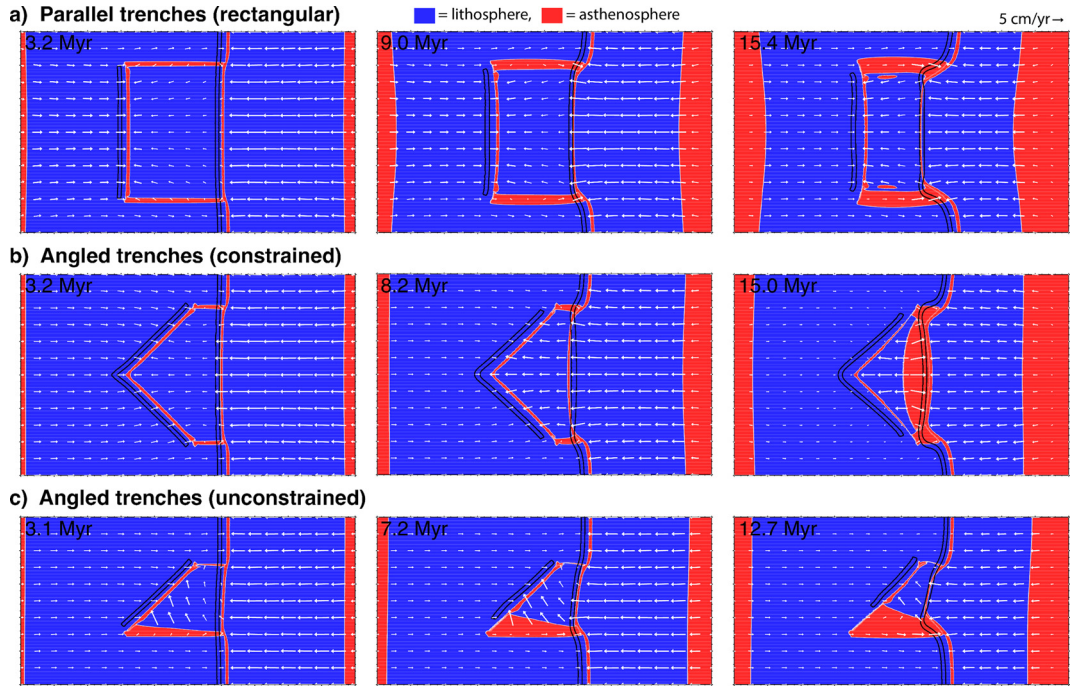 a) Parallel trenches (rectangular)
= lithosphere, = asthenosphere
5 cm/yr→
3.2 Myr
9.0 Myr
15.4 Myr
b) Angled trenches (constrained)
3.2 Myr
8.2 Myr
15.0 Myr
c) Angled trenches (unconstrained)
3.1 Myr
7.2 Myr
12.7 Myr